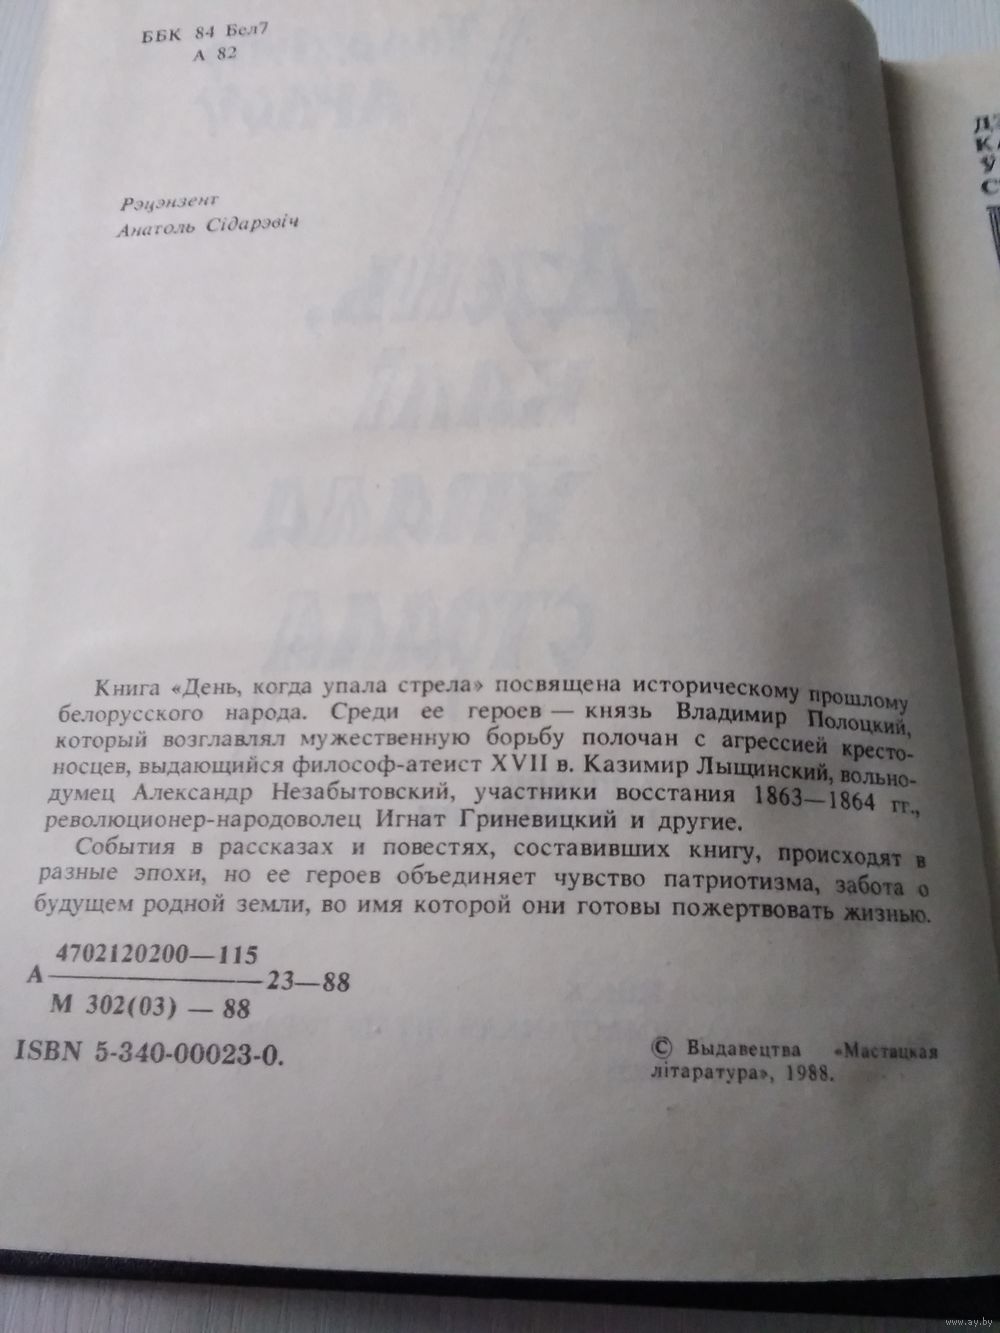 ББК 84 Бел7
А 82
Рэцэнзент
Анатоль Сідарэвіч
Книга «День, когда упала стрела» посвящена историческому прошлому
белорусского народа. Среди ее героев — князь Владимир Полоцкий,
который возглавлял мужественную борьбу полочан с агрессией кресто-
носцев, выдающийся философ-атеист XVII в. Казимир Лыщинский, вольно-
думец Александр Незабытовский, участники восстания 1863—1864 гг.,
революционер-народоволец Игнат Гриневицкий и другие.
События в рассказах и повестях, составивших книгу, происходят в
разные эпохи, но ее героев объединяет чувство патриотизма, забота о
будущем родной земли, во имя которой они готовы пожертвовать жизнью.
4702120200—115
А 23—88
М 302(03) — 88
ISBN 5-340-00023-0.
© Выдавецтва «Мастацкая
літаратура», 1988.
www.ay.by